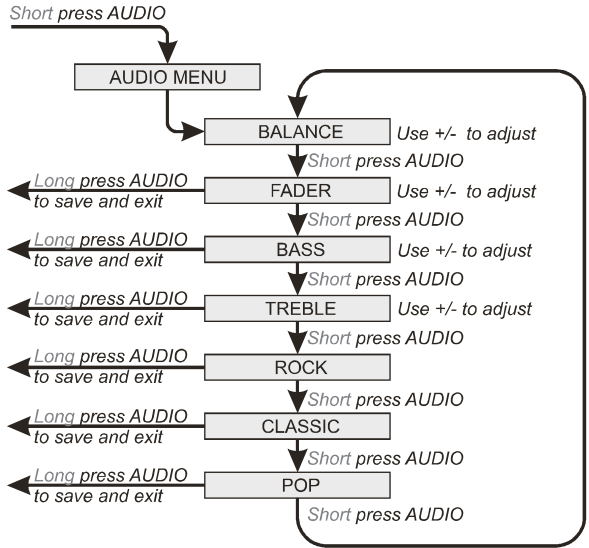 Short press AUDIO
AUDIO MENU
BALANCE
Use +/- to adjust
Short press AUDIO
Long press AUDIO
to save and exit
FADER
Use +/- to adjust
Short press AUDIO
Long press AUDIO
to save and exit
BASS
Use +/- to adjust
Short press AUDIO
Long press AUDIO
to save and exit
TREBLE
Use +/- to adjust
Short press AUDIO
Long press AUDIO
to save and exit
ROCK
Short press AUDIO
Long press AUDIO
to save and exit
CLASSIC
Short press AUDIO
Long press AUDIO
to save and exit
POP
Short press AUDIO